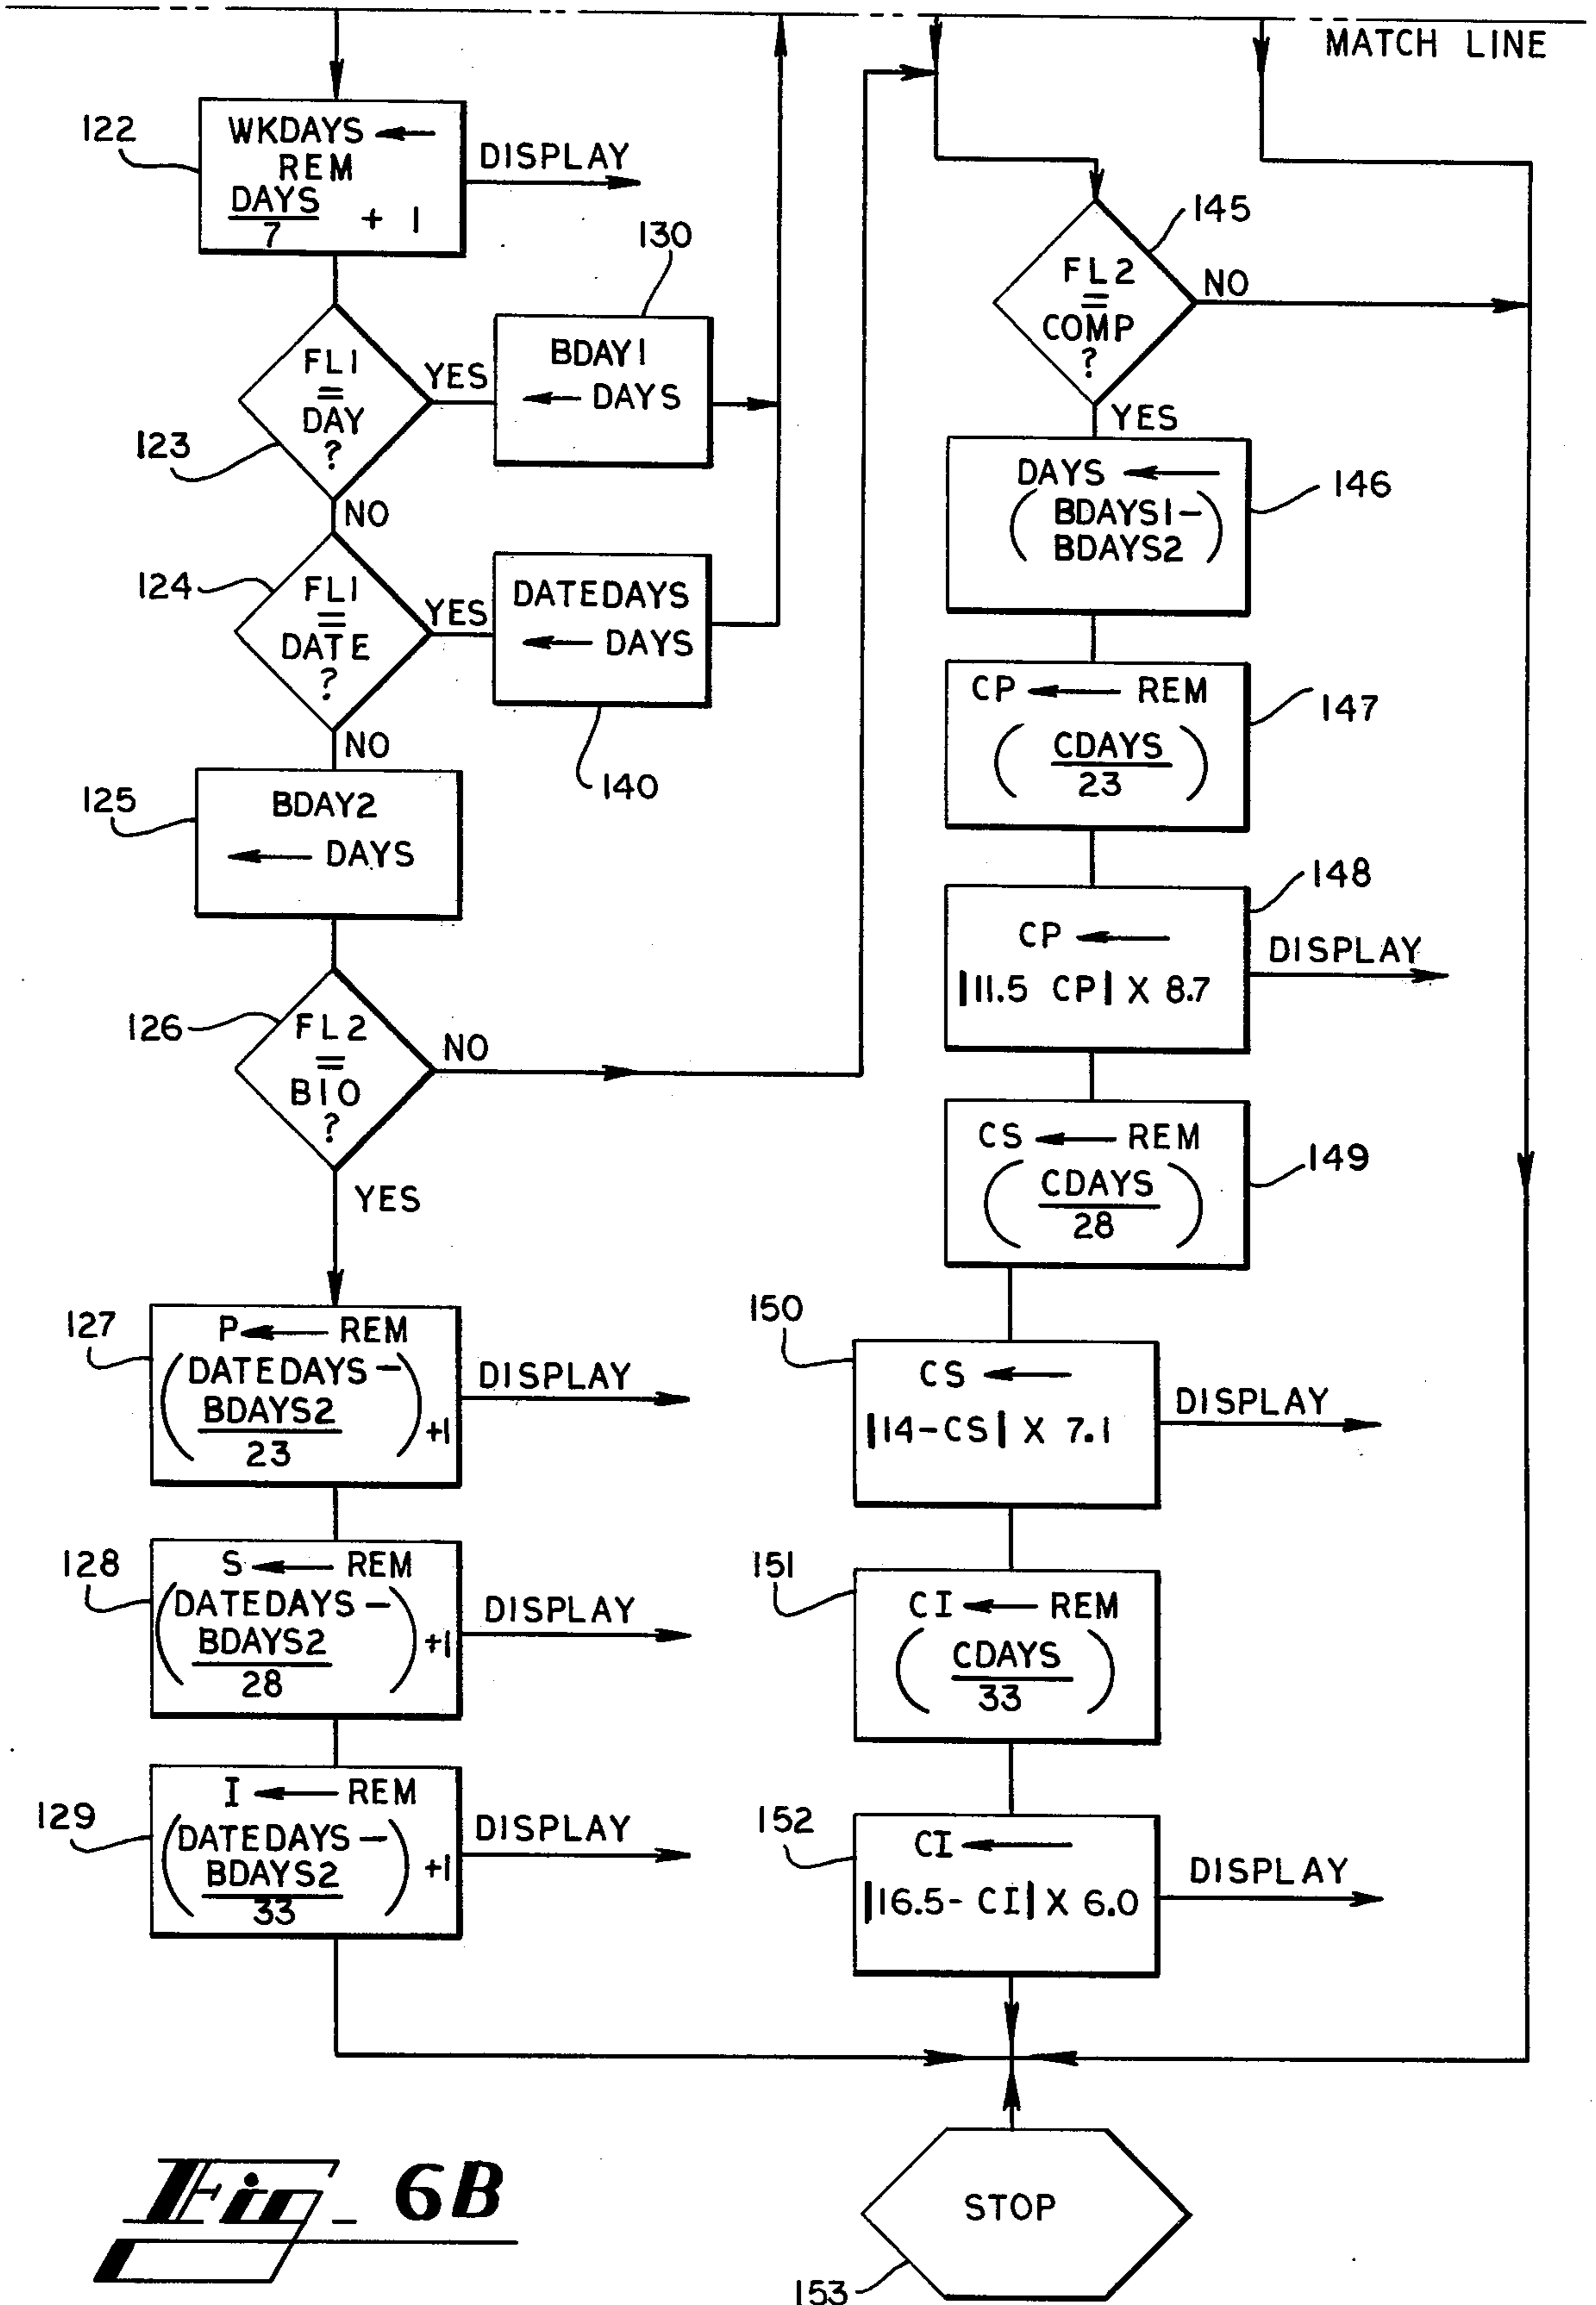 MATCH LINE
122
WKDAYS ←
REM
DAYS
7 + 1
DISPLAY
123
FL1
=
DAY
?
YES
NO
130
BDAY1
← DAYS
124
FL1
=
DATE
?
YES
NO
DATEDAYS
← DAYS
140
125
BDAY2
← DAYS
126
FL2
=
BIO
?
NO
YES
127
P ← REM
(DATEDAYS -
BDAYS2
23) +1
DISPLAY
128
S ← REM
(DATEDAYS -
BDAYS2
28) +1
DISPLAY
129
I ← REM
(DATEDAYS -
BDAYS2
33) +1
DISPLAY
145
FL2
=
COMP
?
NO
YES
146
DAYS ←
(BDAYS1-
BDAYS2)
147
CP ← REM
(CDAYS
23)
148
CP ←
|11.5 CP| X 8.7
DISPLAY
149
CS ← REM
(CDAYS
28)
150
CS ←
|14-CS| X 7.1
DISPLAY
151
CI ← REM
(CDAYS
33)
152
CI ←
|16.5- CI| X 6.0
DISPLAY
STOP
153
Fig_ 6B